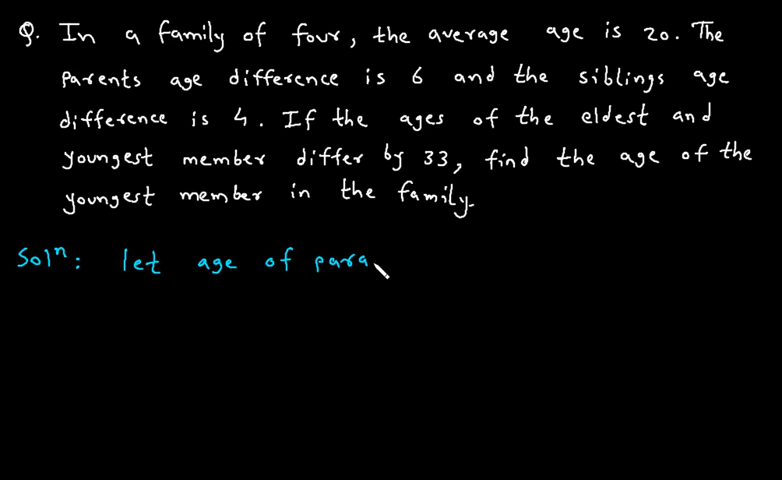 Q. In a family of four, the average age is 20. The
parents age difference is 6 and the siblings age
difference is 4. If the ages of the eldest and
youngest member differ by 33, find the age of the
youngest member in the family.
Solⁿ: let age of para